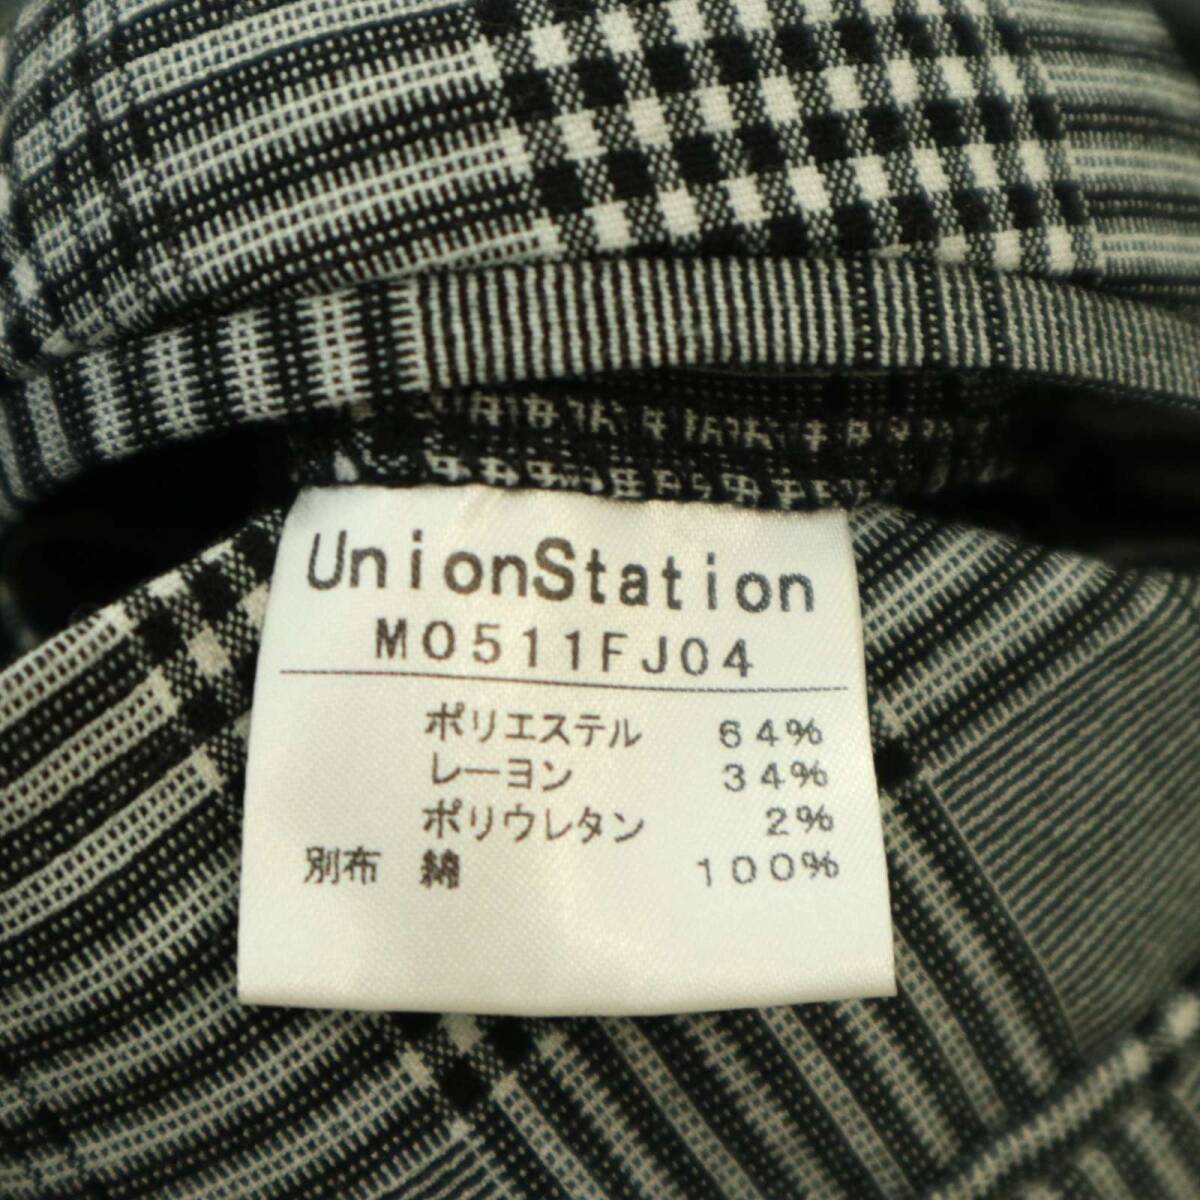 UnionStation
M0511FJ04
ポリエステル 64%
レーヨン 34%
ポリウレタン 2%
別布 綿 100%